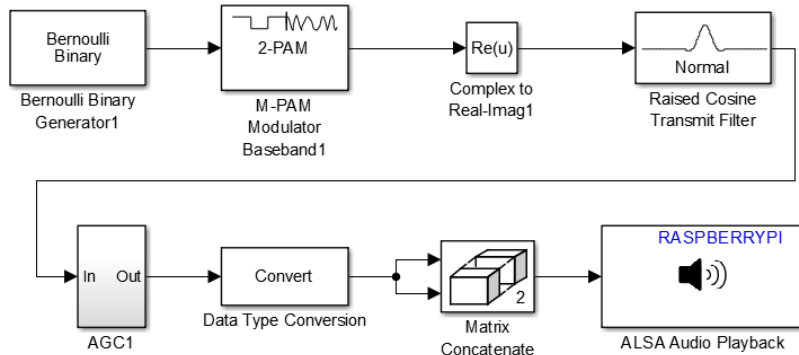 Bernoulli
Binary
Bernoulli Binary
Generator1
2-PAM
M-PAM
Modulator
Baseband1
Re(u)
Complex to
Real-Imag1
Normal
Raised Cosine
Transmit Filter
In Out
AGC1
Convert
Data Type Conversion
2
Matrix
Concatenate
RASPBERRYPI
ALSA Audio Playback